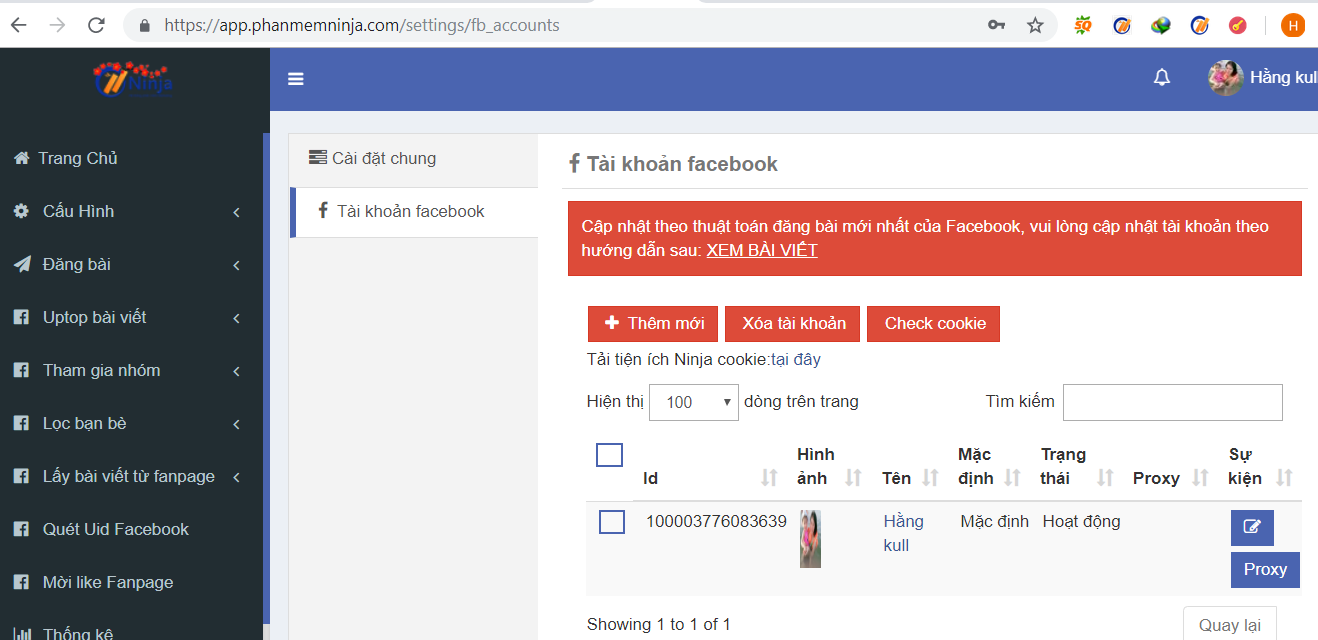 https://app.phanmemninja.com/settings/fb_accounts
H
Ninja
Hằng kull
Trang Chủ
Cấu Hình
Đăng bài
Uptop bài viết
Tham gia nhóm
Lọc bạn bè
Lấy bài viết từ fanpage
Quét Uid Facebook
Mời like Fanpage
Thống kê
Cài đặt chung
Tài khoản facebook
Tài khoản facebook
Cập nhật theo thuật toán đăng bài mới nhất của Facebook, vui lòng cập nhật tài khoản theo
hướng dẫn sau: XEM BÀI VIẾT
Thêm mới
Xóa tài khoản
Check cookie
Tải tiện ích Ninja cookie:tại đây
Hiện thị 100 dòng trên trang
Tìm kiếm
Id
Hình
ảnh
Tên
Mặc
định
Trạng
thái
Proxy
Sự
kiện
100003776083639
Hằng
kull
Mặc định
Hoạt động
Proxy
Showing 1 to 1 of 1
Quay lại